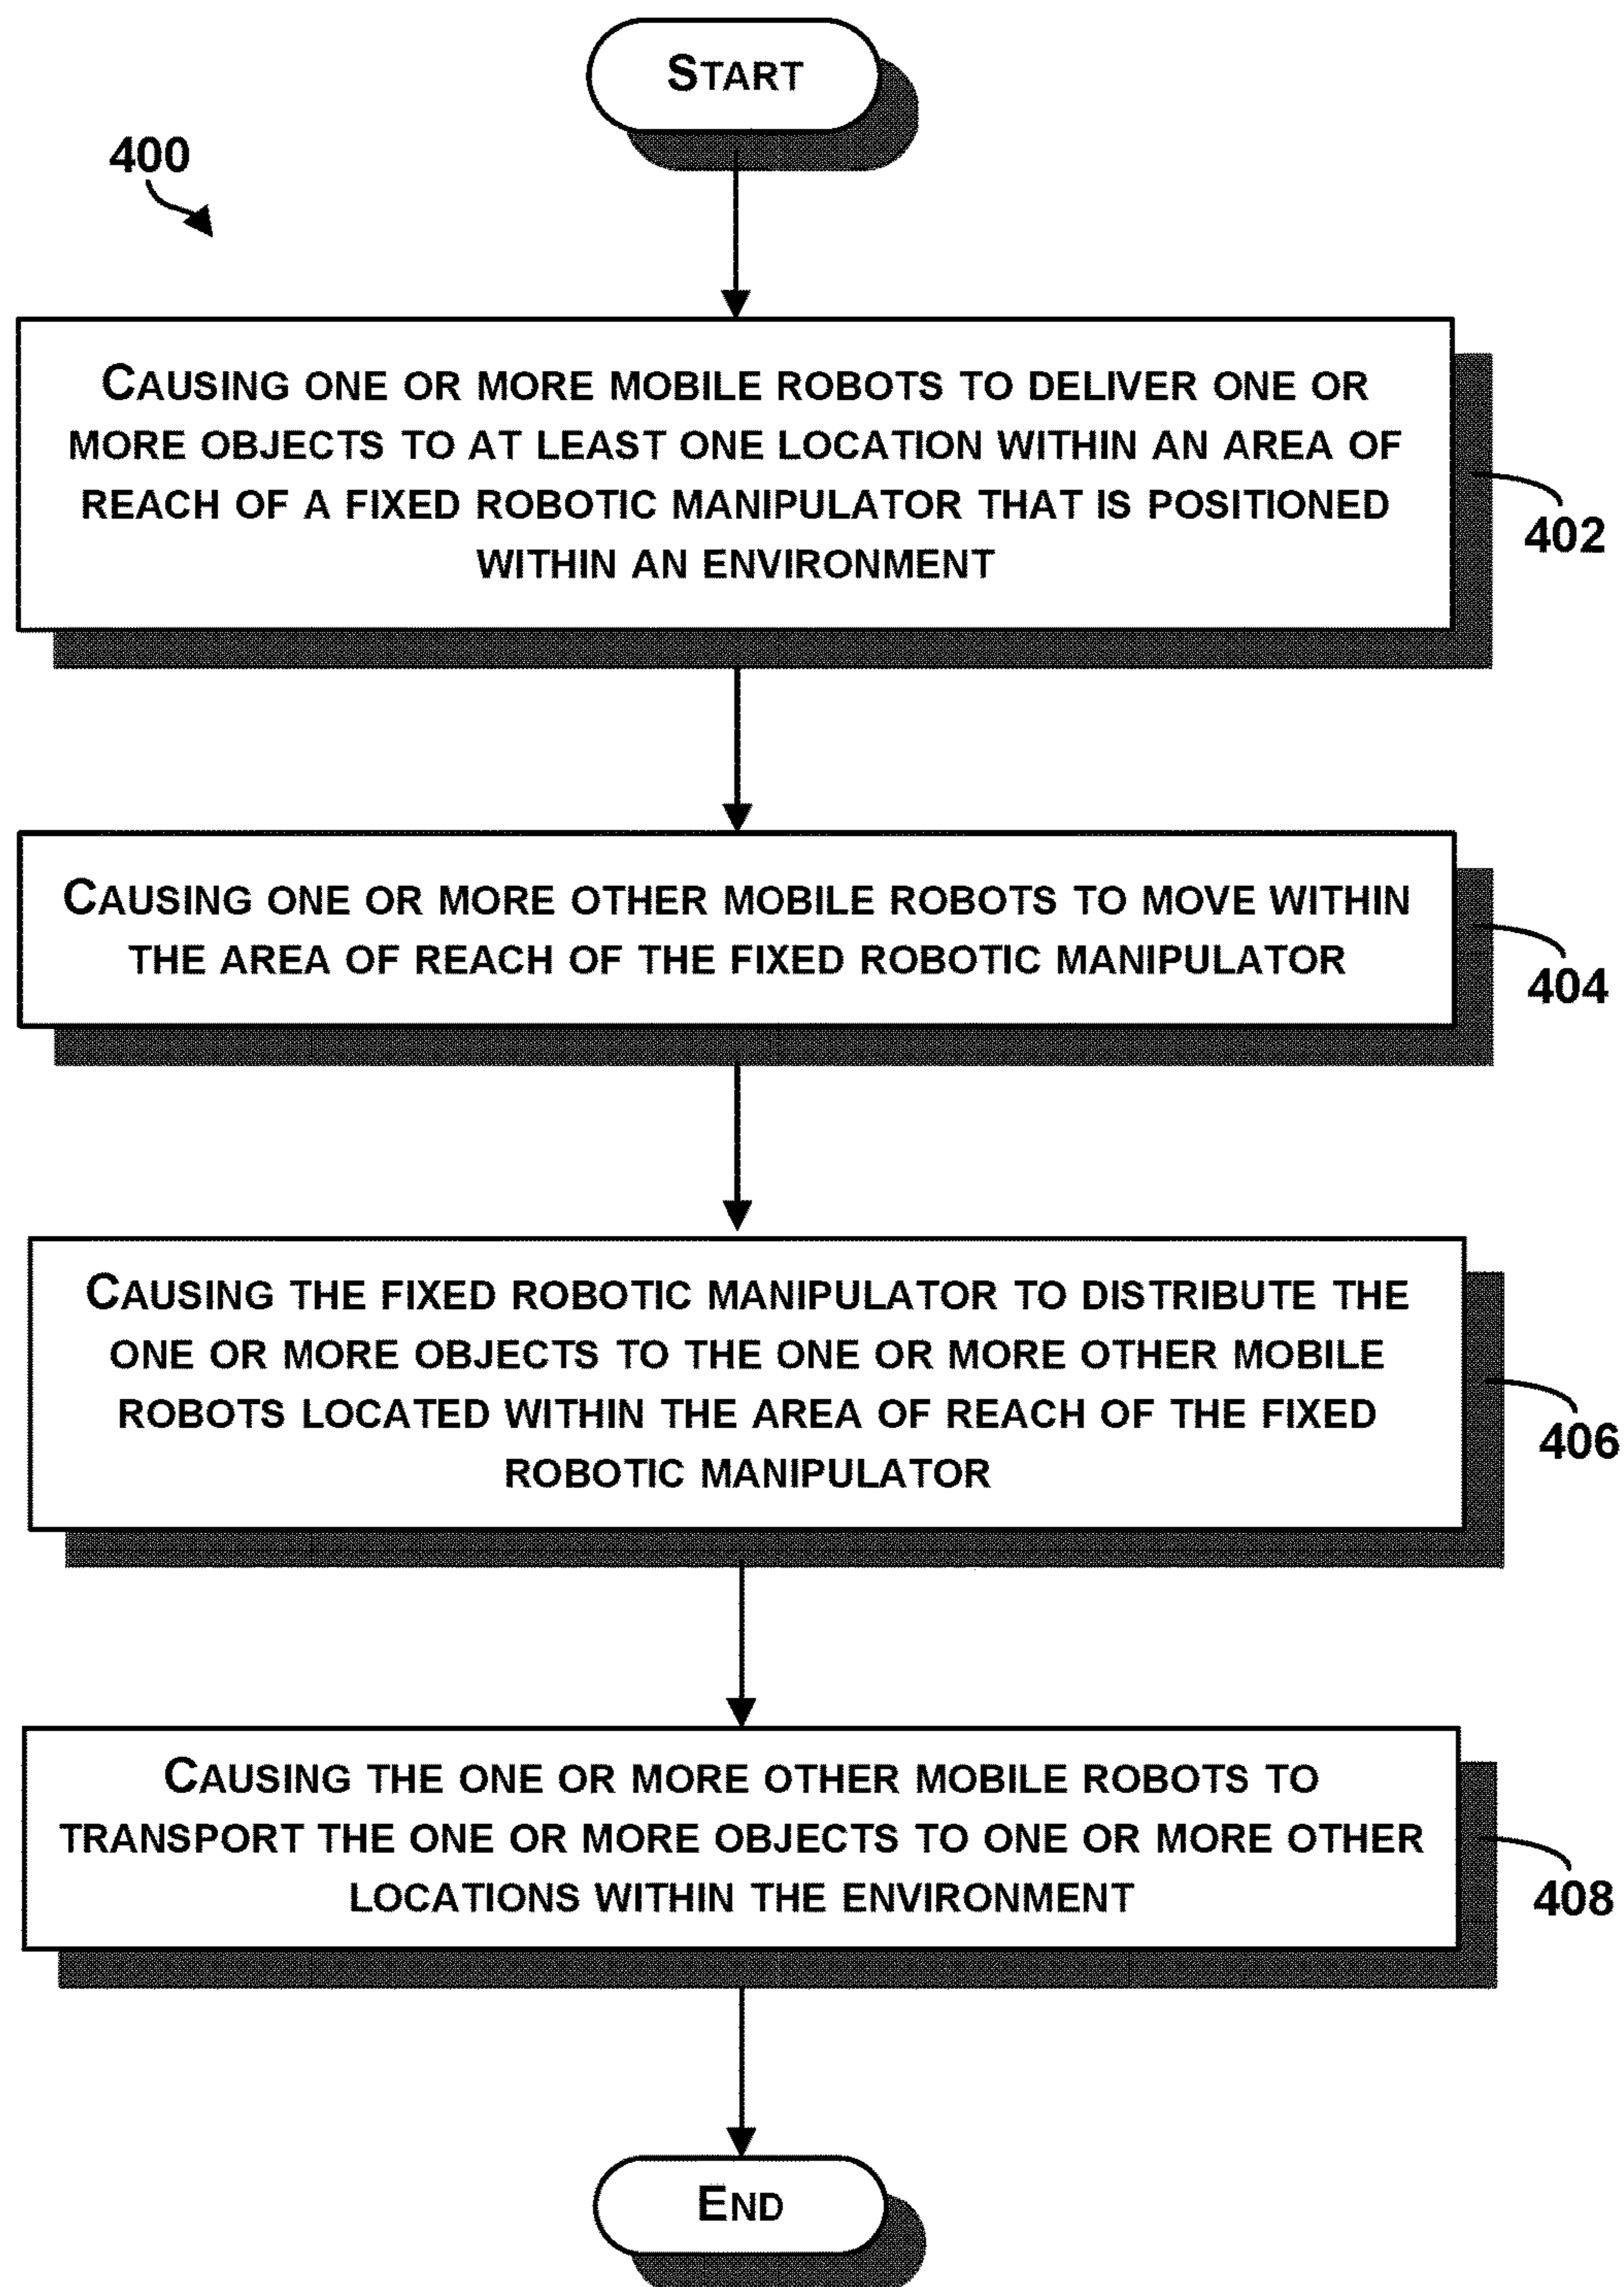 START
400
CAUSING ONE OR MORE MOBILE ROBOTS TO DELIVER ONE OR
MORE OBJECTS TO AT LEAST ONE LOCATION WITHIN AN AREA OF
REACH OF A FIXED ROBOTIC MANIPULATOR THAT IS POSITIONED
WITHIN AN ENVIRONMENT
402
CAUSING ONE OR MORE OTHER MOBILE ROBOTS TO MOVE WITHIN
THE AREA OF REACH OF THE FIXED ROBOTIC MANIPULATOR
404
CAUSING THE FIXED ROBOTIC MANIPULATOR TO DISTRIBUTE THE
ONE OR MORE OBJECTS TO THE ONE OR MORE OTHER MOBILE
ROBOTS LOCATED WITHIN THE AREA OF REACH OF THE FIXED
ROBOTIC MANIPULATOR
406
CAUSING THE ONE OR MORE OTHER MOBILE ROBOTS TO
TRANSPORT THE ONE OR MORE OBJECTS TO ONE OR MORE OTHER
LOCATIONS WITHIN THE ENVIRONMENT
408
END